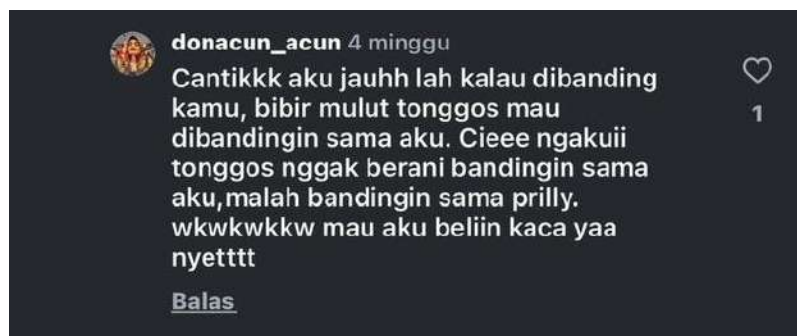 donacun_acun 4 minggu
Cantikkk aku jauhh lah kalau dibanding
kamu, bibir mulut tonggos mau
dibandingin sama aku. Cieee ngakuii
tonggos nggak berani bandingin sama
aku,malah bandingin sama prilly.
wkwkwkkw mau aku beliin kaca yaa
nyetttt
1
Balas